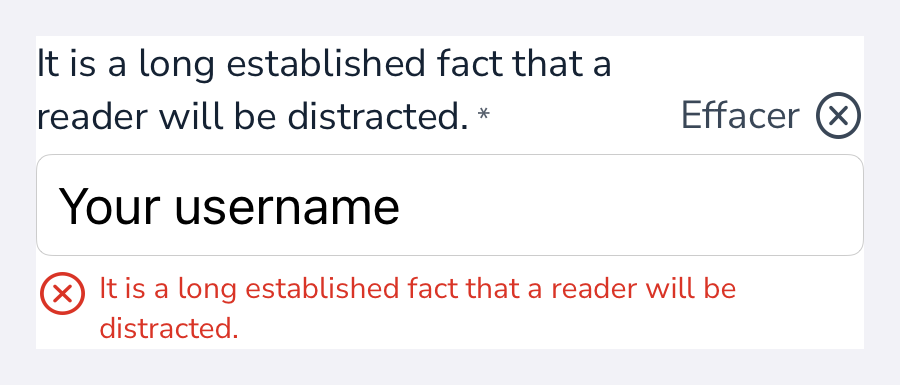 It is a long established fact that a
reader will be distracted. *
Effacer
Your username
It is a long established fact that a reader will be
distracted.